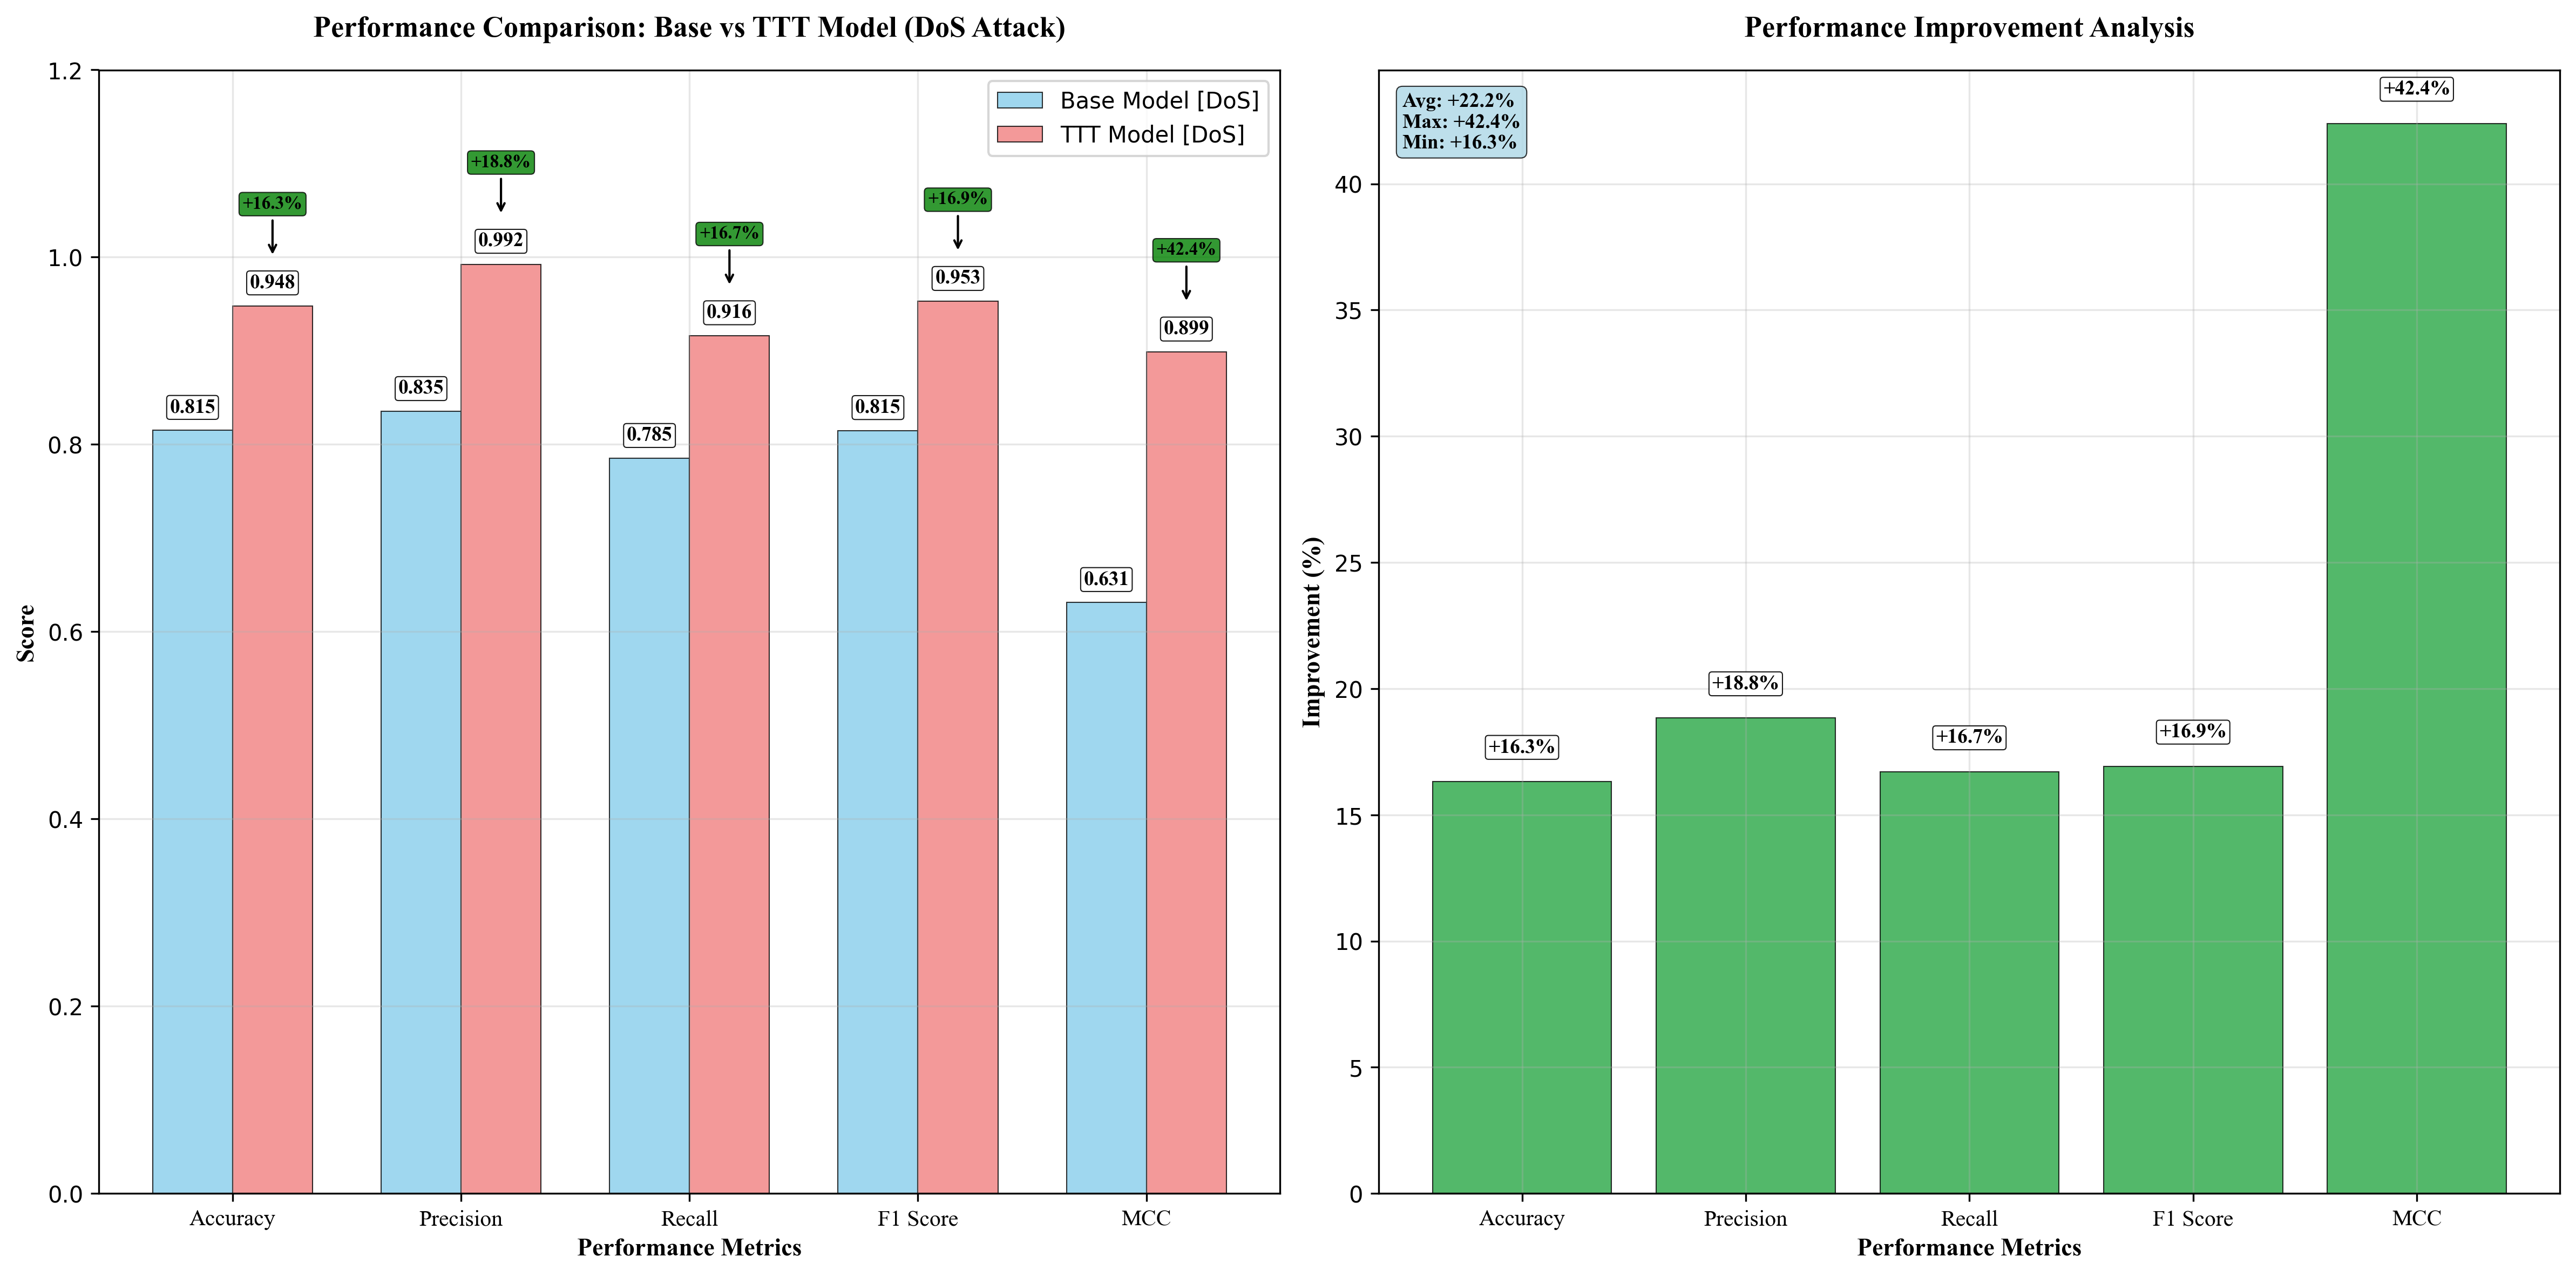 Performance Comparison: Base vs TTT Model (DoS Attack)
Base Model [DoS]
TTT Model [DoS]
1.2
1.0
0.8
0.6
0.4
0.2
0.0
Score
+16.3%
+18.8%
+16.7%
+16.9%
+42.4%
0.815
0.948
0.835
0.992
0.785
0.916
0.815
0.953
0.631
0.899
Accuracy
Precision
Recall
F1 Score
MCC
Performance Metrics
Performance Improvement Analysis
Avg: +22.2%
Max: +42.4%
Min: +16.3%
40
35
30
25
20
15
10
5
0
Improvement (%)
+16.3%
+18.8%
+16.7%
+16.9%
+42.4%
Accuracy
Precision
Recall
F1 Score
MCC
Performance Metrics